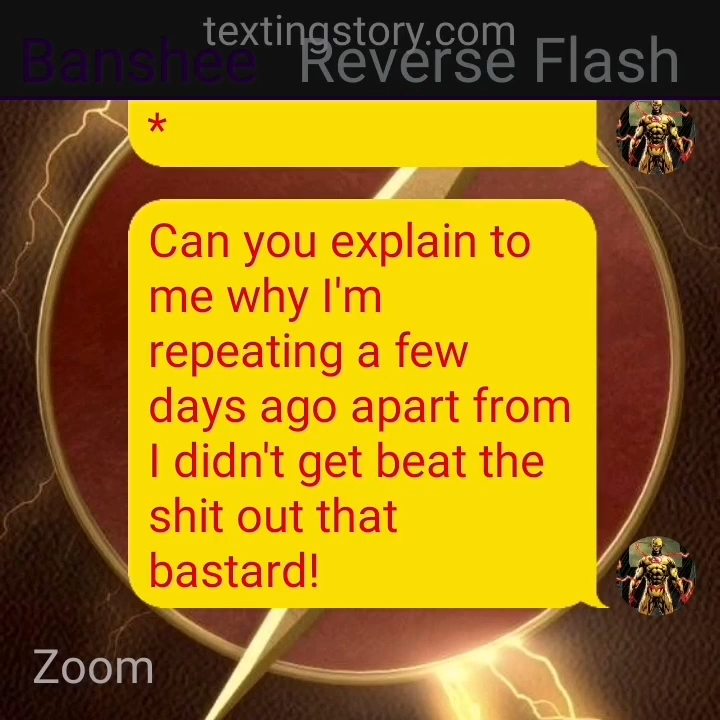 textingstory.com
Banshee Reverse Flash
*
Can you explain to
me why I'm
repeating a few
days ago apart from
I didn't get beat the
shit out that
bastard!
Zoom